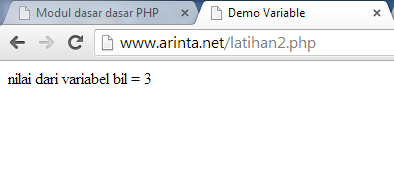 Modul dasar dasar PHP
Demo Variable
www.arinta.net/latihan2.php
nilai dari variabel bil = 3